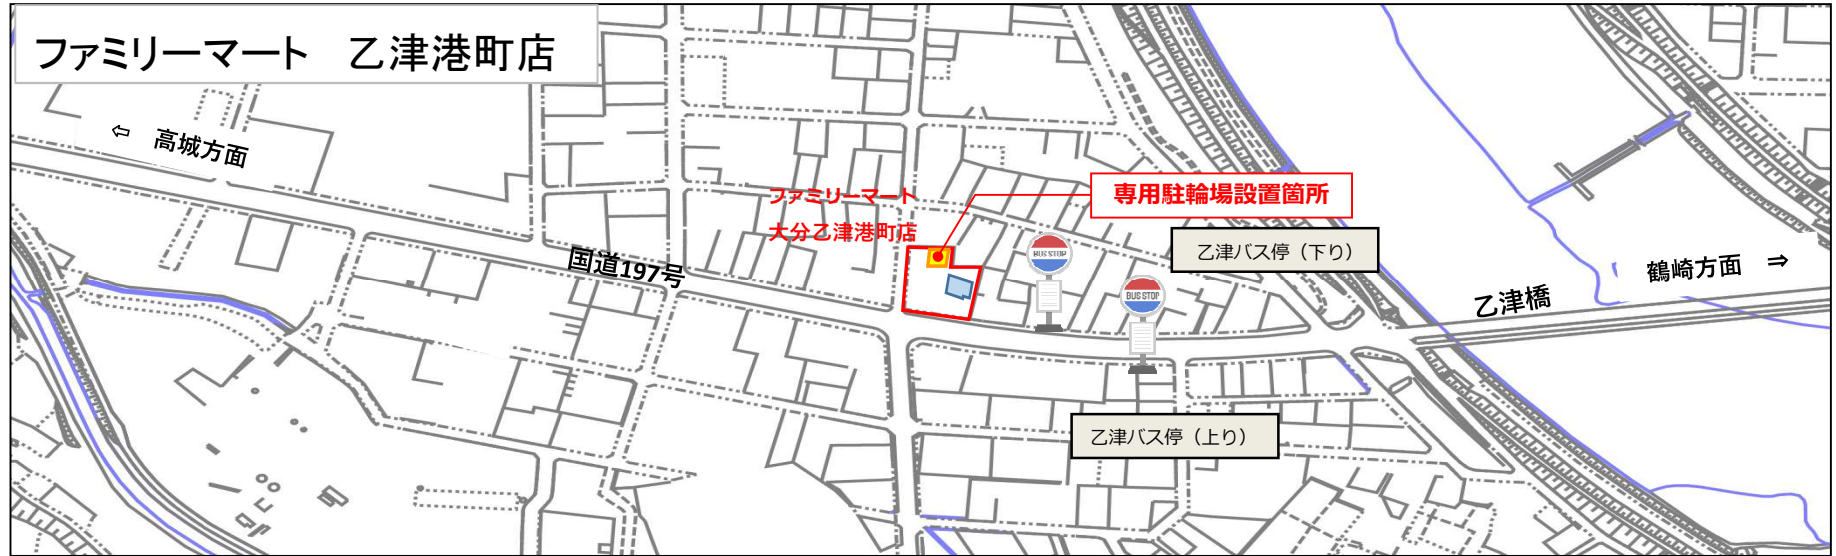 ファミリーマート　乙津港町店
⇦　高城方面
ファミリーマート
大分乙津港町店
専用駐輪場設置箇所
国道197号
BUS STOP
BUS STOP
乙津バス停（下り）
乙津橋
鶴崎方面　⇒
乙津バス停（上り）